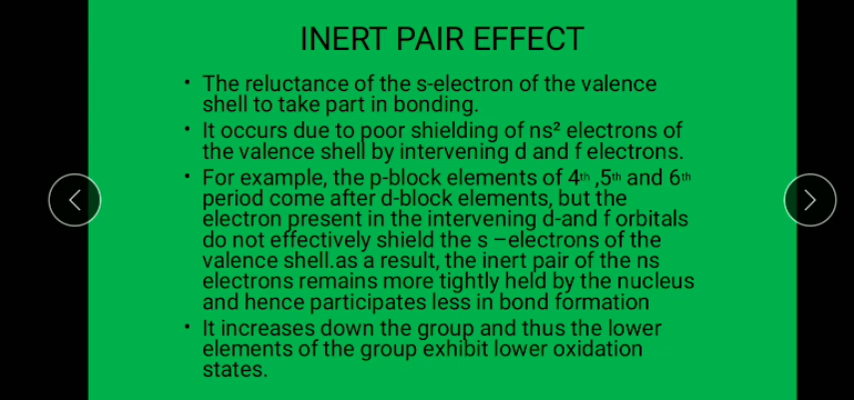 INERT PAIR EFFECT
• The reluctance of the s-electron of the valence
shell to take part in bonding.
• It occurs due to poor shielding of ns² electrons of
the valence shell by intervening d and f electrons.
• For example, the p-block elements of 4th ,5th and 6th
period come after d-block elements, but the
electron present in the intervening d-and f orbitals
do not effectively shield the s –electrons of the
valence shell.as a result, the inert pair of the ns
electrons remains more tightly held by the nucleus
and hence participates less in bond formation
• It increases down the group and thus the lower
elements of the group exhibit lower oxidation
states.